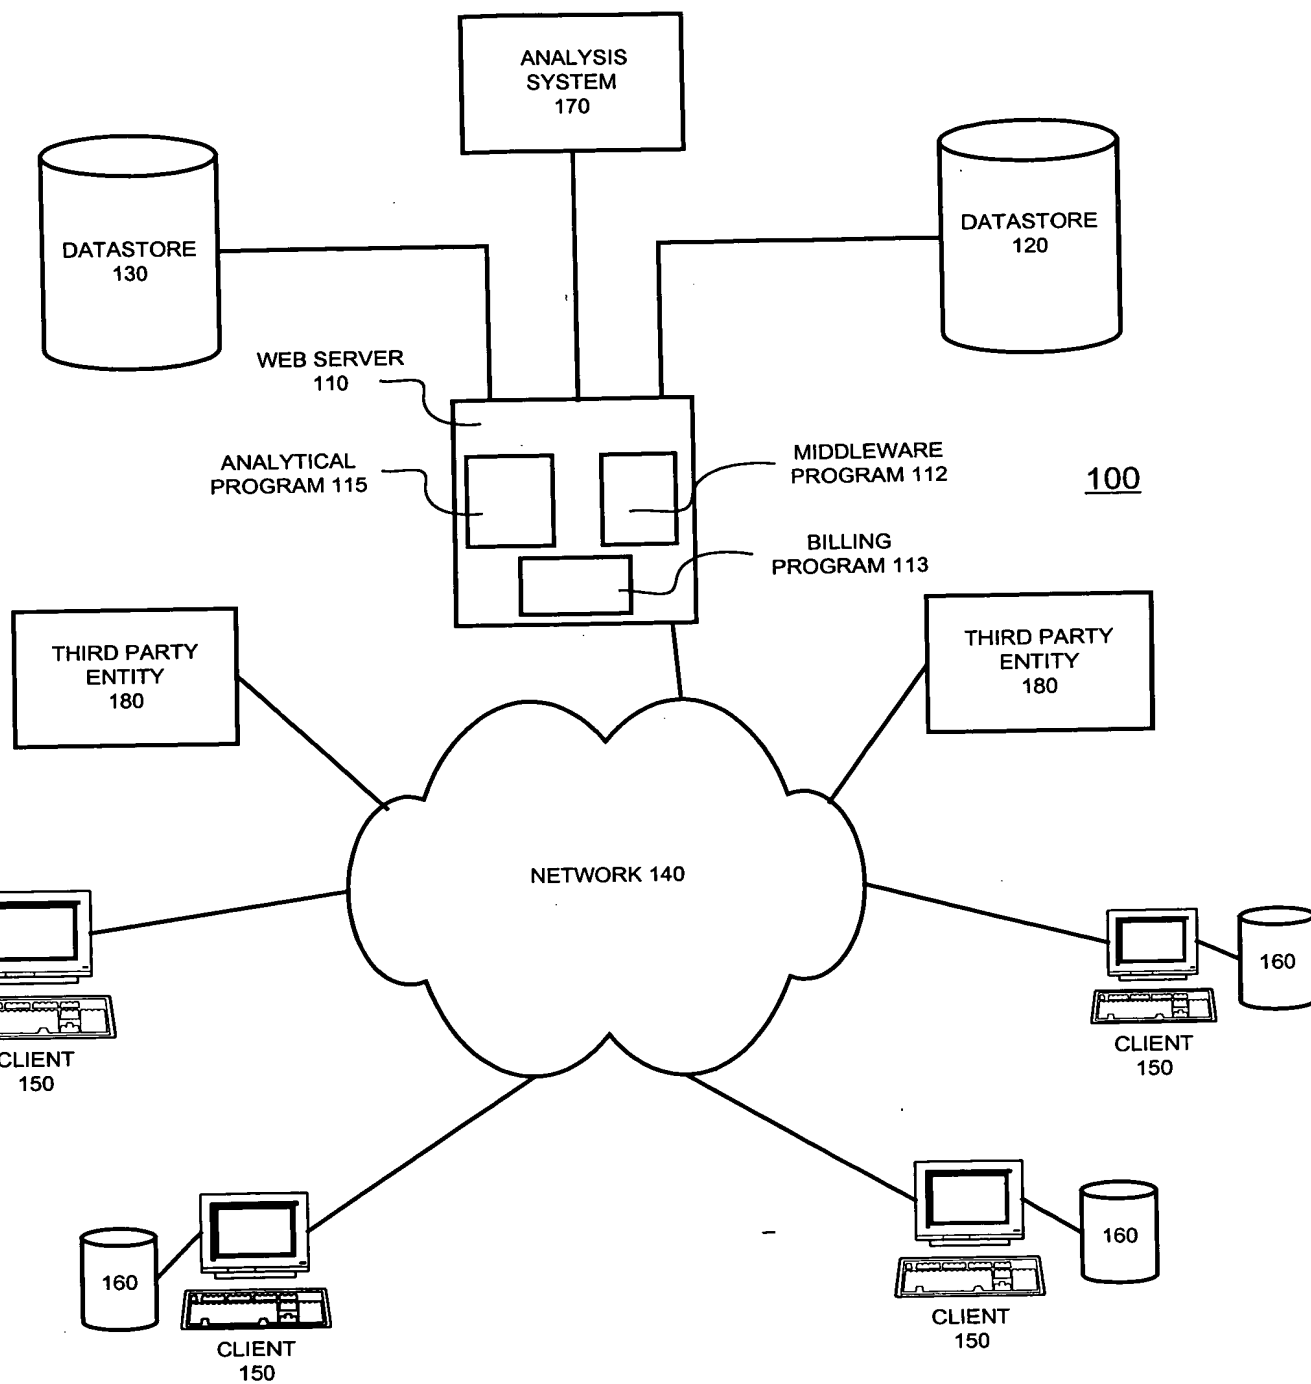 ANALYSIS
SYSTEM
170
DATASTORE
130
DATASTORE
120
WEB SERVER
110
ANALYTICAL
PROGRAM 115
MIDDLEWARE
PROGRAM 112
100
BILLING
PROGRAM 113
THIRD PARTY
ENTITY
180
THIRD PARTY
ENTITY
180
NETWORK 140
160
CLIENT
150
CLIENT
150
160
160
CLIENT
150
CLIENT
150